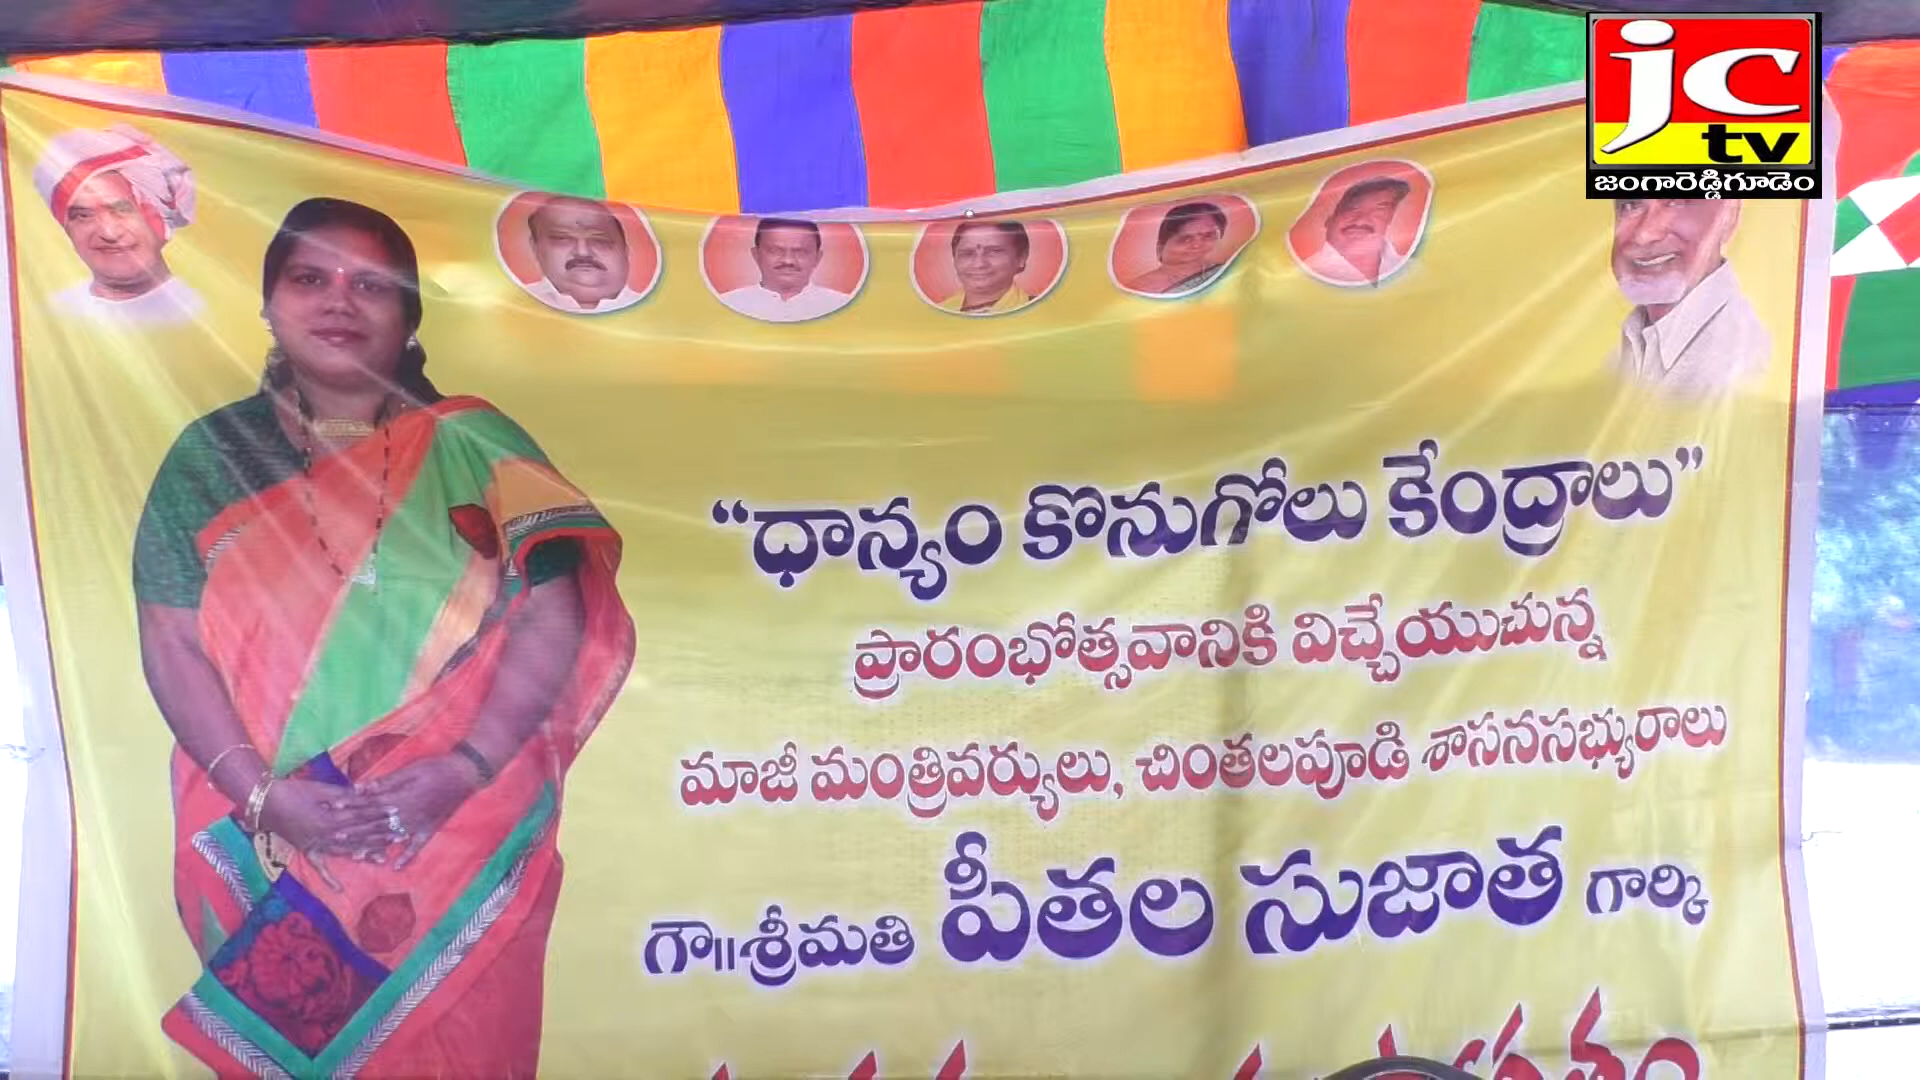 jc
tv
జంగారెడ్డిగూడెం
“ధాన్యం కొనుగోలు కేంద్రాలు”
ప్రారంభోత్సవానికి విచ్చేయుచున్న
మాజీ మంత్రివర్యులు, చింతలపూడి శాసనసభ్యురాలు
గౌ॥శ్రీమతి పీతల సుజాత గార్కి